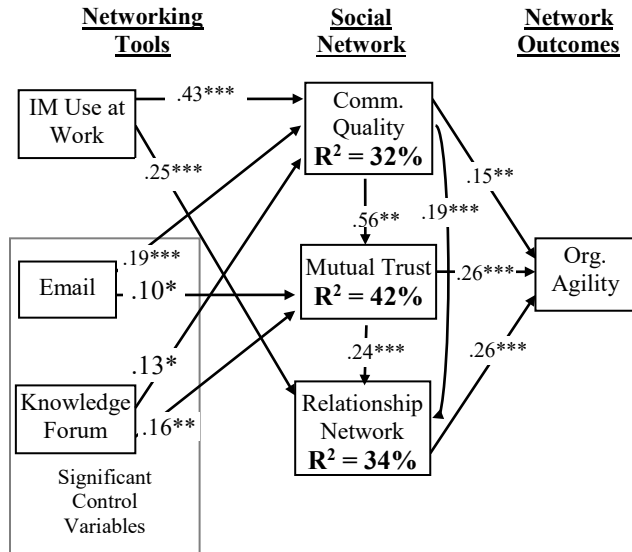 Networking
Tools
Social
Network
Network
Outcomes
IM Use at
Work
.43***
Comm.
Quality
R² = 32%
.25***
.15**
.56**
.19***
.19***
Email
.10*
Mutual Trust
R² = 42%
.26***
Org.
Agility
.13*
.24***
.26***
Knowledge
Forum
.16**
Relationship
Network
R² = 34%
Significant
Control
Variables